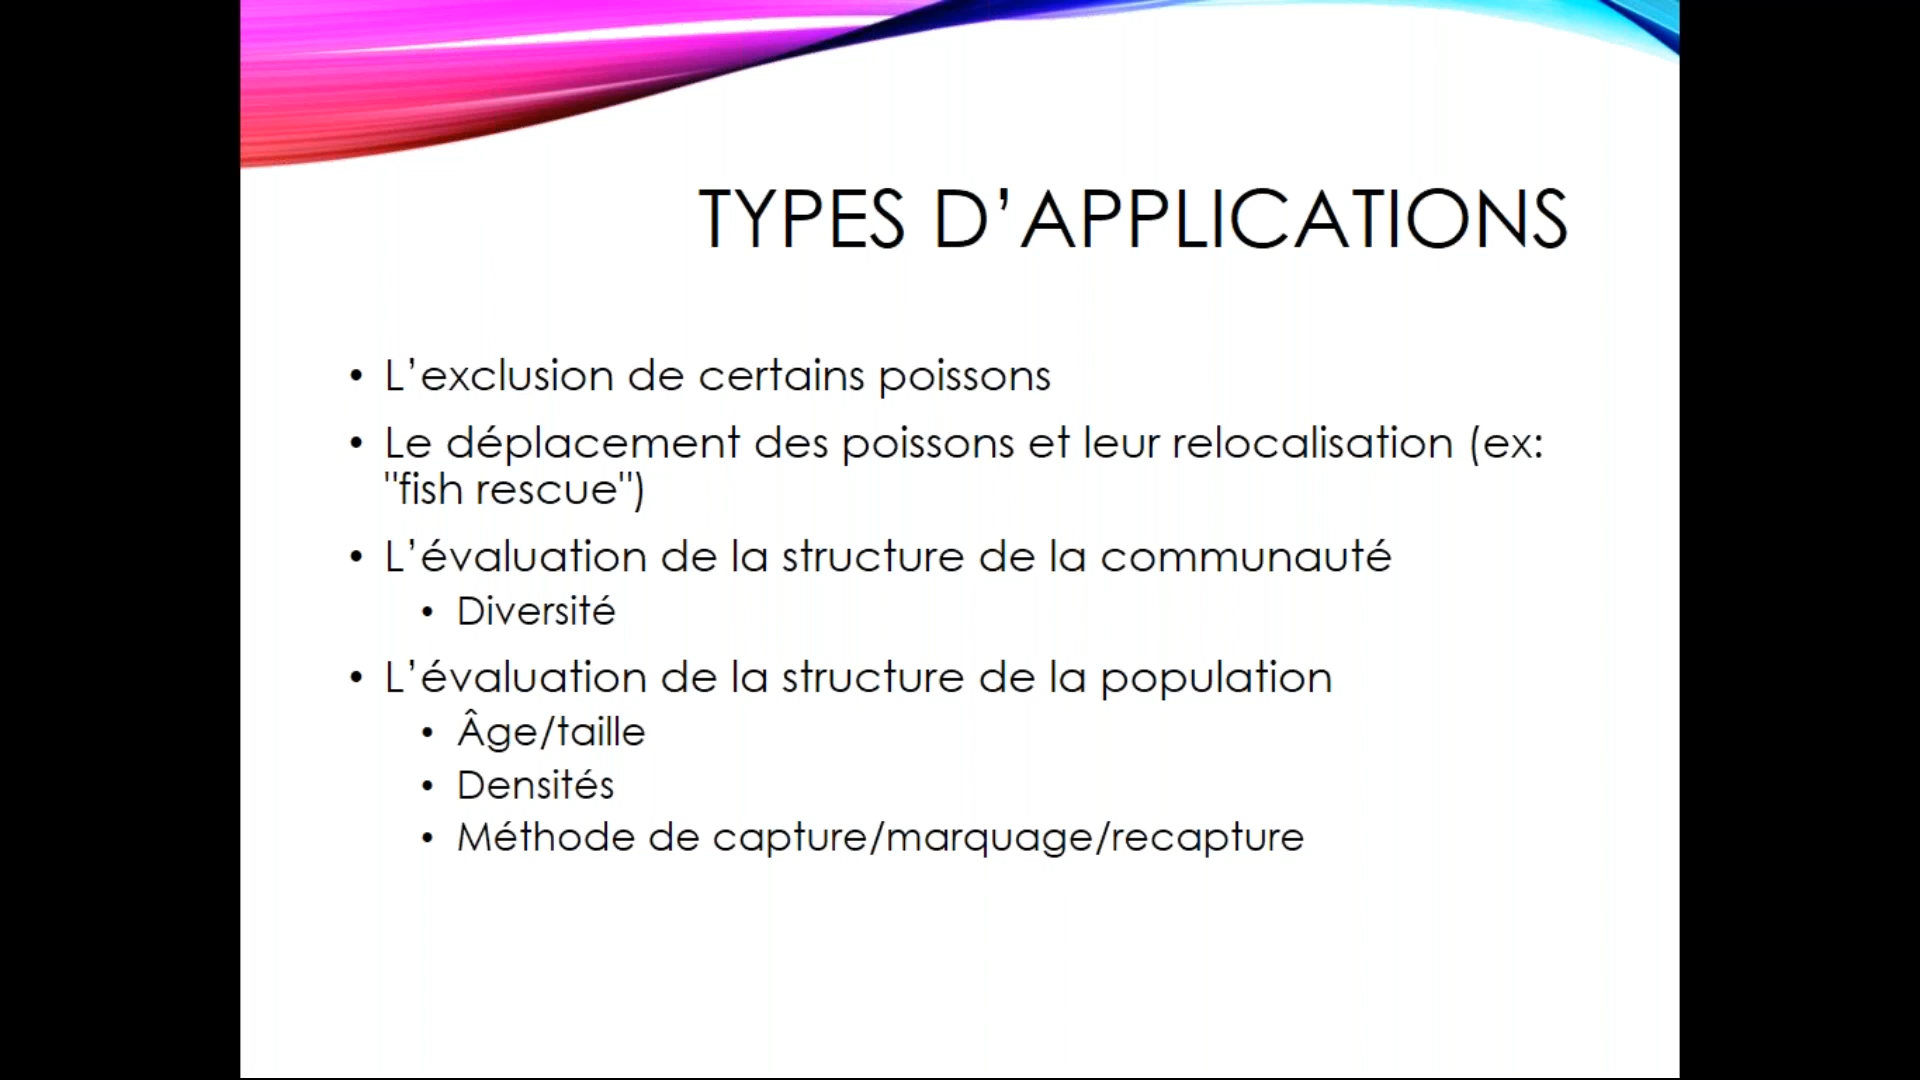 TYPES D’APPLICATIONS
• L’exclusion de certains poissons
• Le déplacement des poissons et leur relocalisation (ex:
"fish rescue")
• L’évaluation de la structure de la communauté
• Diversité
• L’évaluation de la structure de la population
• Âge/taille
• Densités
• Méthode de capture/marquage/recapture